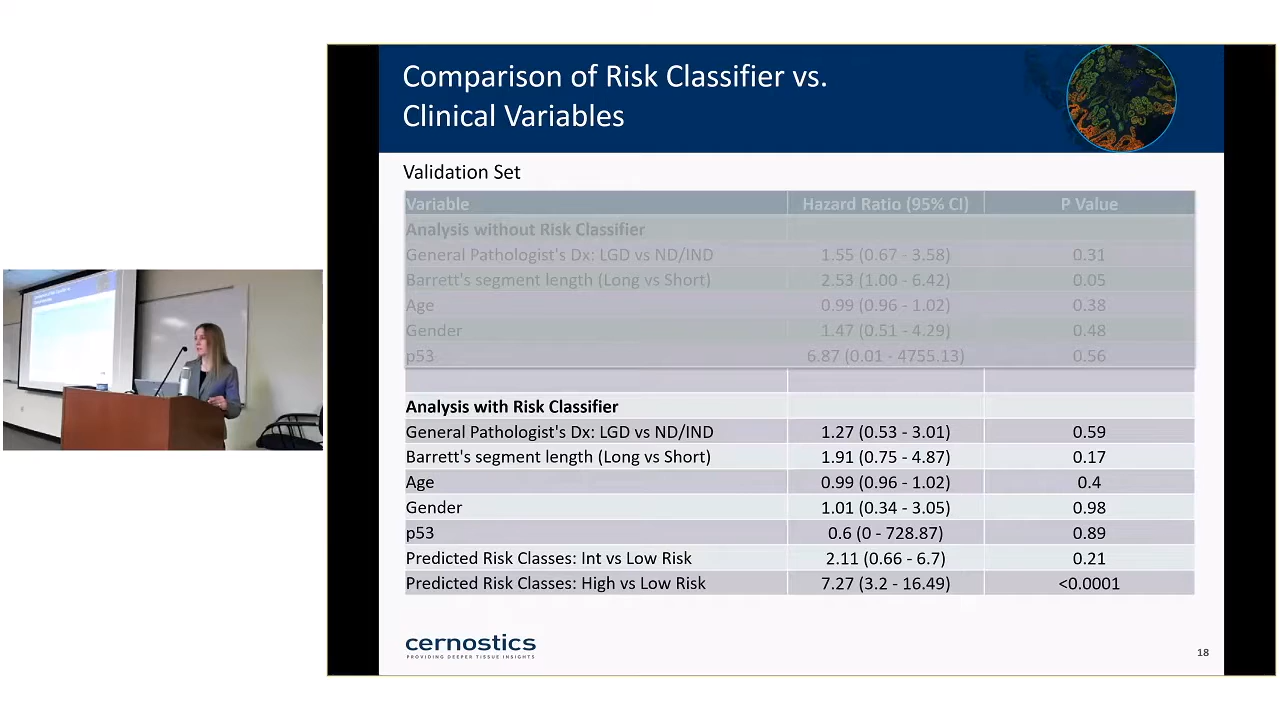 Comparison of Risk Classifier vs.
Clinical Variables
Validation Set
Variable Hazard Ratio (95% CI) P Value
Analysis without Risk Classifier
General Pathologist's Dx: LGD vs ND/IND 1.55 (0.67 - 3.58) 0.31
Barrett's segment length (Long vs Short) 2.53 (1.00 - 6.42) 0.05
Age 0.99 (0.96 - 1.02) 0.38
Gender 1.47 (0.51 - 4.29) 0.48
p53 6.87 (0.01 - 4755.13) 0.56
Analysis with Risk Classifier
General Pathologist's Dx: LGD vs ND/IND 1.27 (0.53 - 3.01) 0.59
Barrett's segment length (Long vs Short) 1.91 (0.75 - 4.87) 0.17
Age 0.99 (0.96 - 1.02) 0.4
Gender 1.01 (0.34 - 3.05) 0.98
p53 0.6 (0 - 728.87) 0.89
Predicted Risk Classes: Int vs Low Risk 2.11 (0.66 - 6.7) 0.21
Predicted Risk Classes: High vs Low Risk 7.27 (3.2 - 16.49) <0.0001
cernostics
PROVIDING DEEPER TISSUE INSIGHTS
18